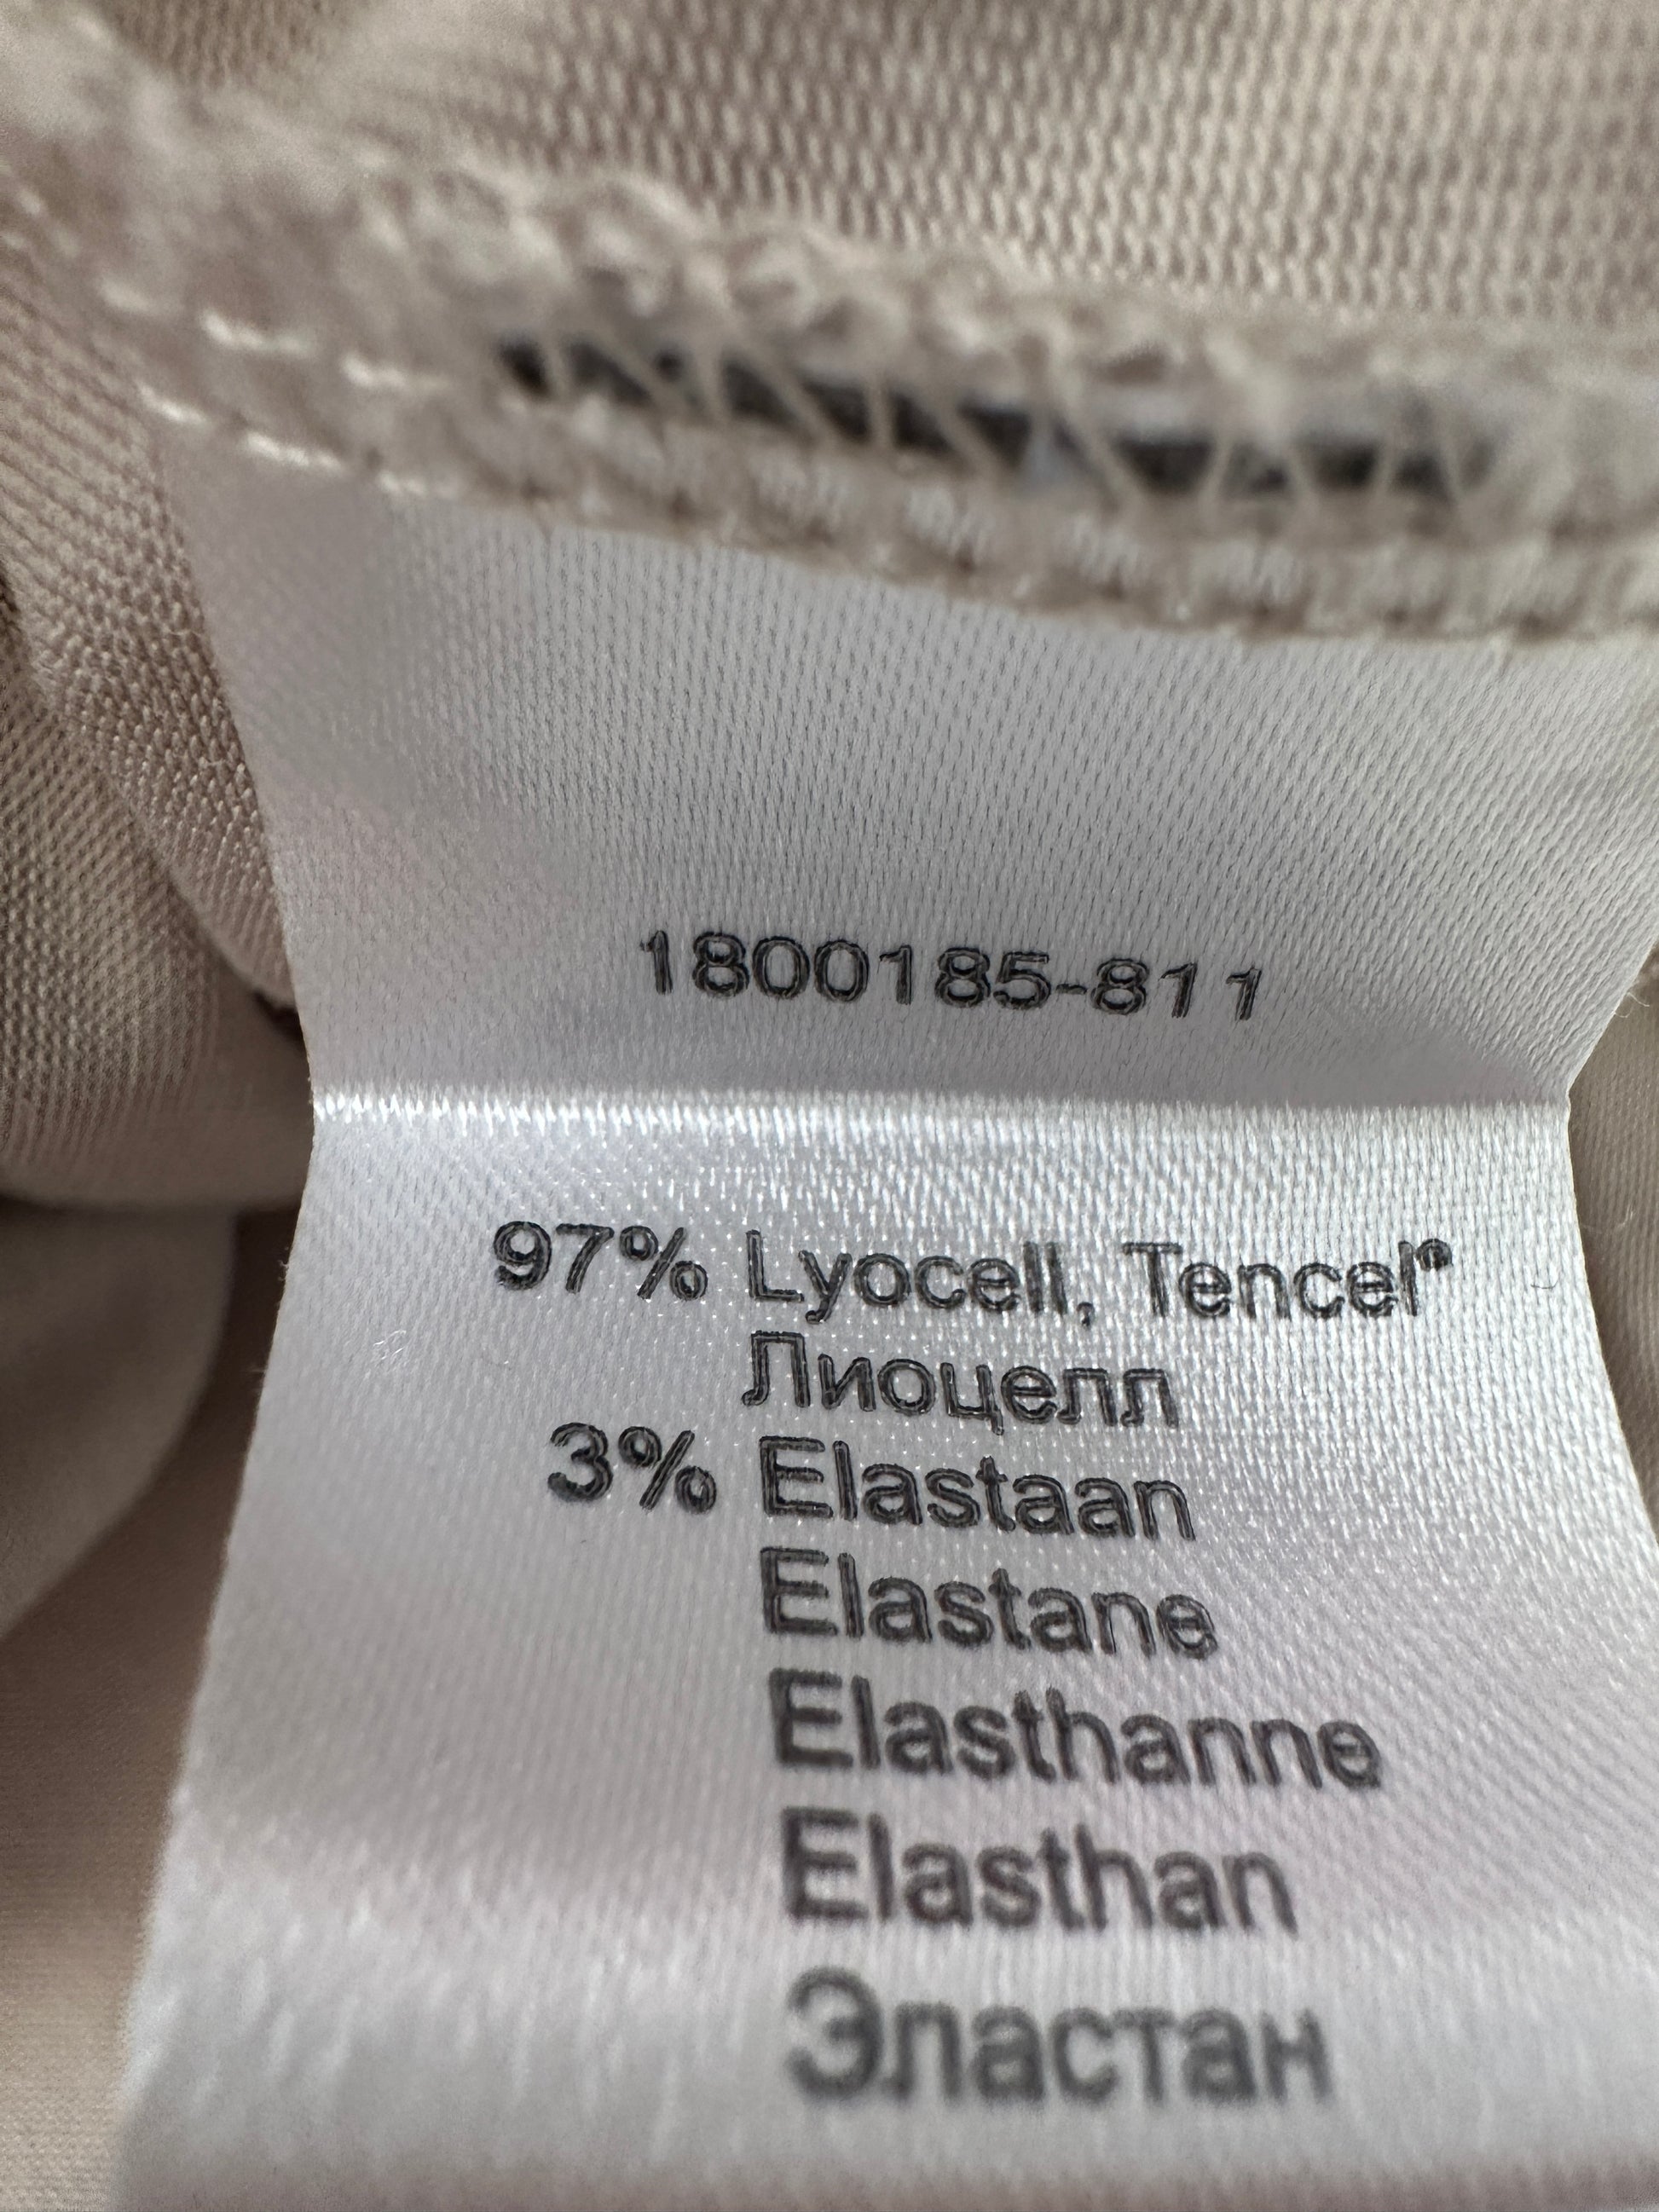 1800185-811
97% Lyocell, Tencel®
Лиоцелл
3% Elastaan
Elastane
Elasthanne
Elasthan
Эластан